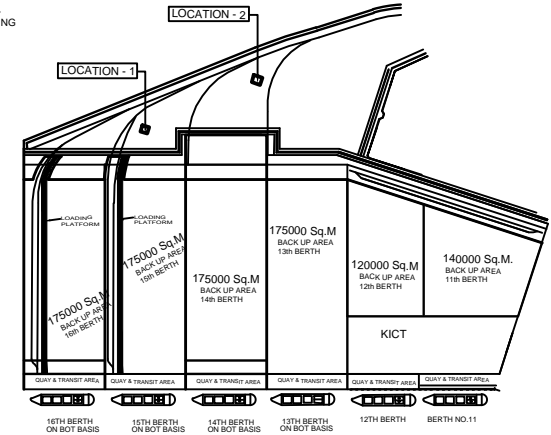 NG
LOCATION - 2
LOCATION - 1
LOADING
PLATFORM
LOADING
PLATFORM
175000 Sq.M
BACK UP AREA
16th BERTH
175000 Sq.M
BACK UP AREA
15th BERTH
175000 Sq.M
BACK UP AREA
14th BERTH
175000 Sq.M
BACK UP AREA
13th BERTH
120000 Sq.M
BACK UP AREA
12th BERTH
140000 Sq.M.
BACK UP AREA
11th BERTH
KICT
QUAY & TRANSIT AREA
QUAY & TRANSIT AREA
QUAY & TRANSIT AREA
QUAY & TRANSIT AREA
QUAY & TRANSIT AREA
QUAY & TRANSIT AREA
16TH BERTH
ON BOT BASIS
15TH BERTH
ON BOT BASIS
14TH BERTH
ON BOT BASIS
13TH BERTH
ON BOT BASIS
12TH BERTH
BERTH NO.11